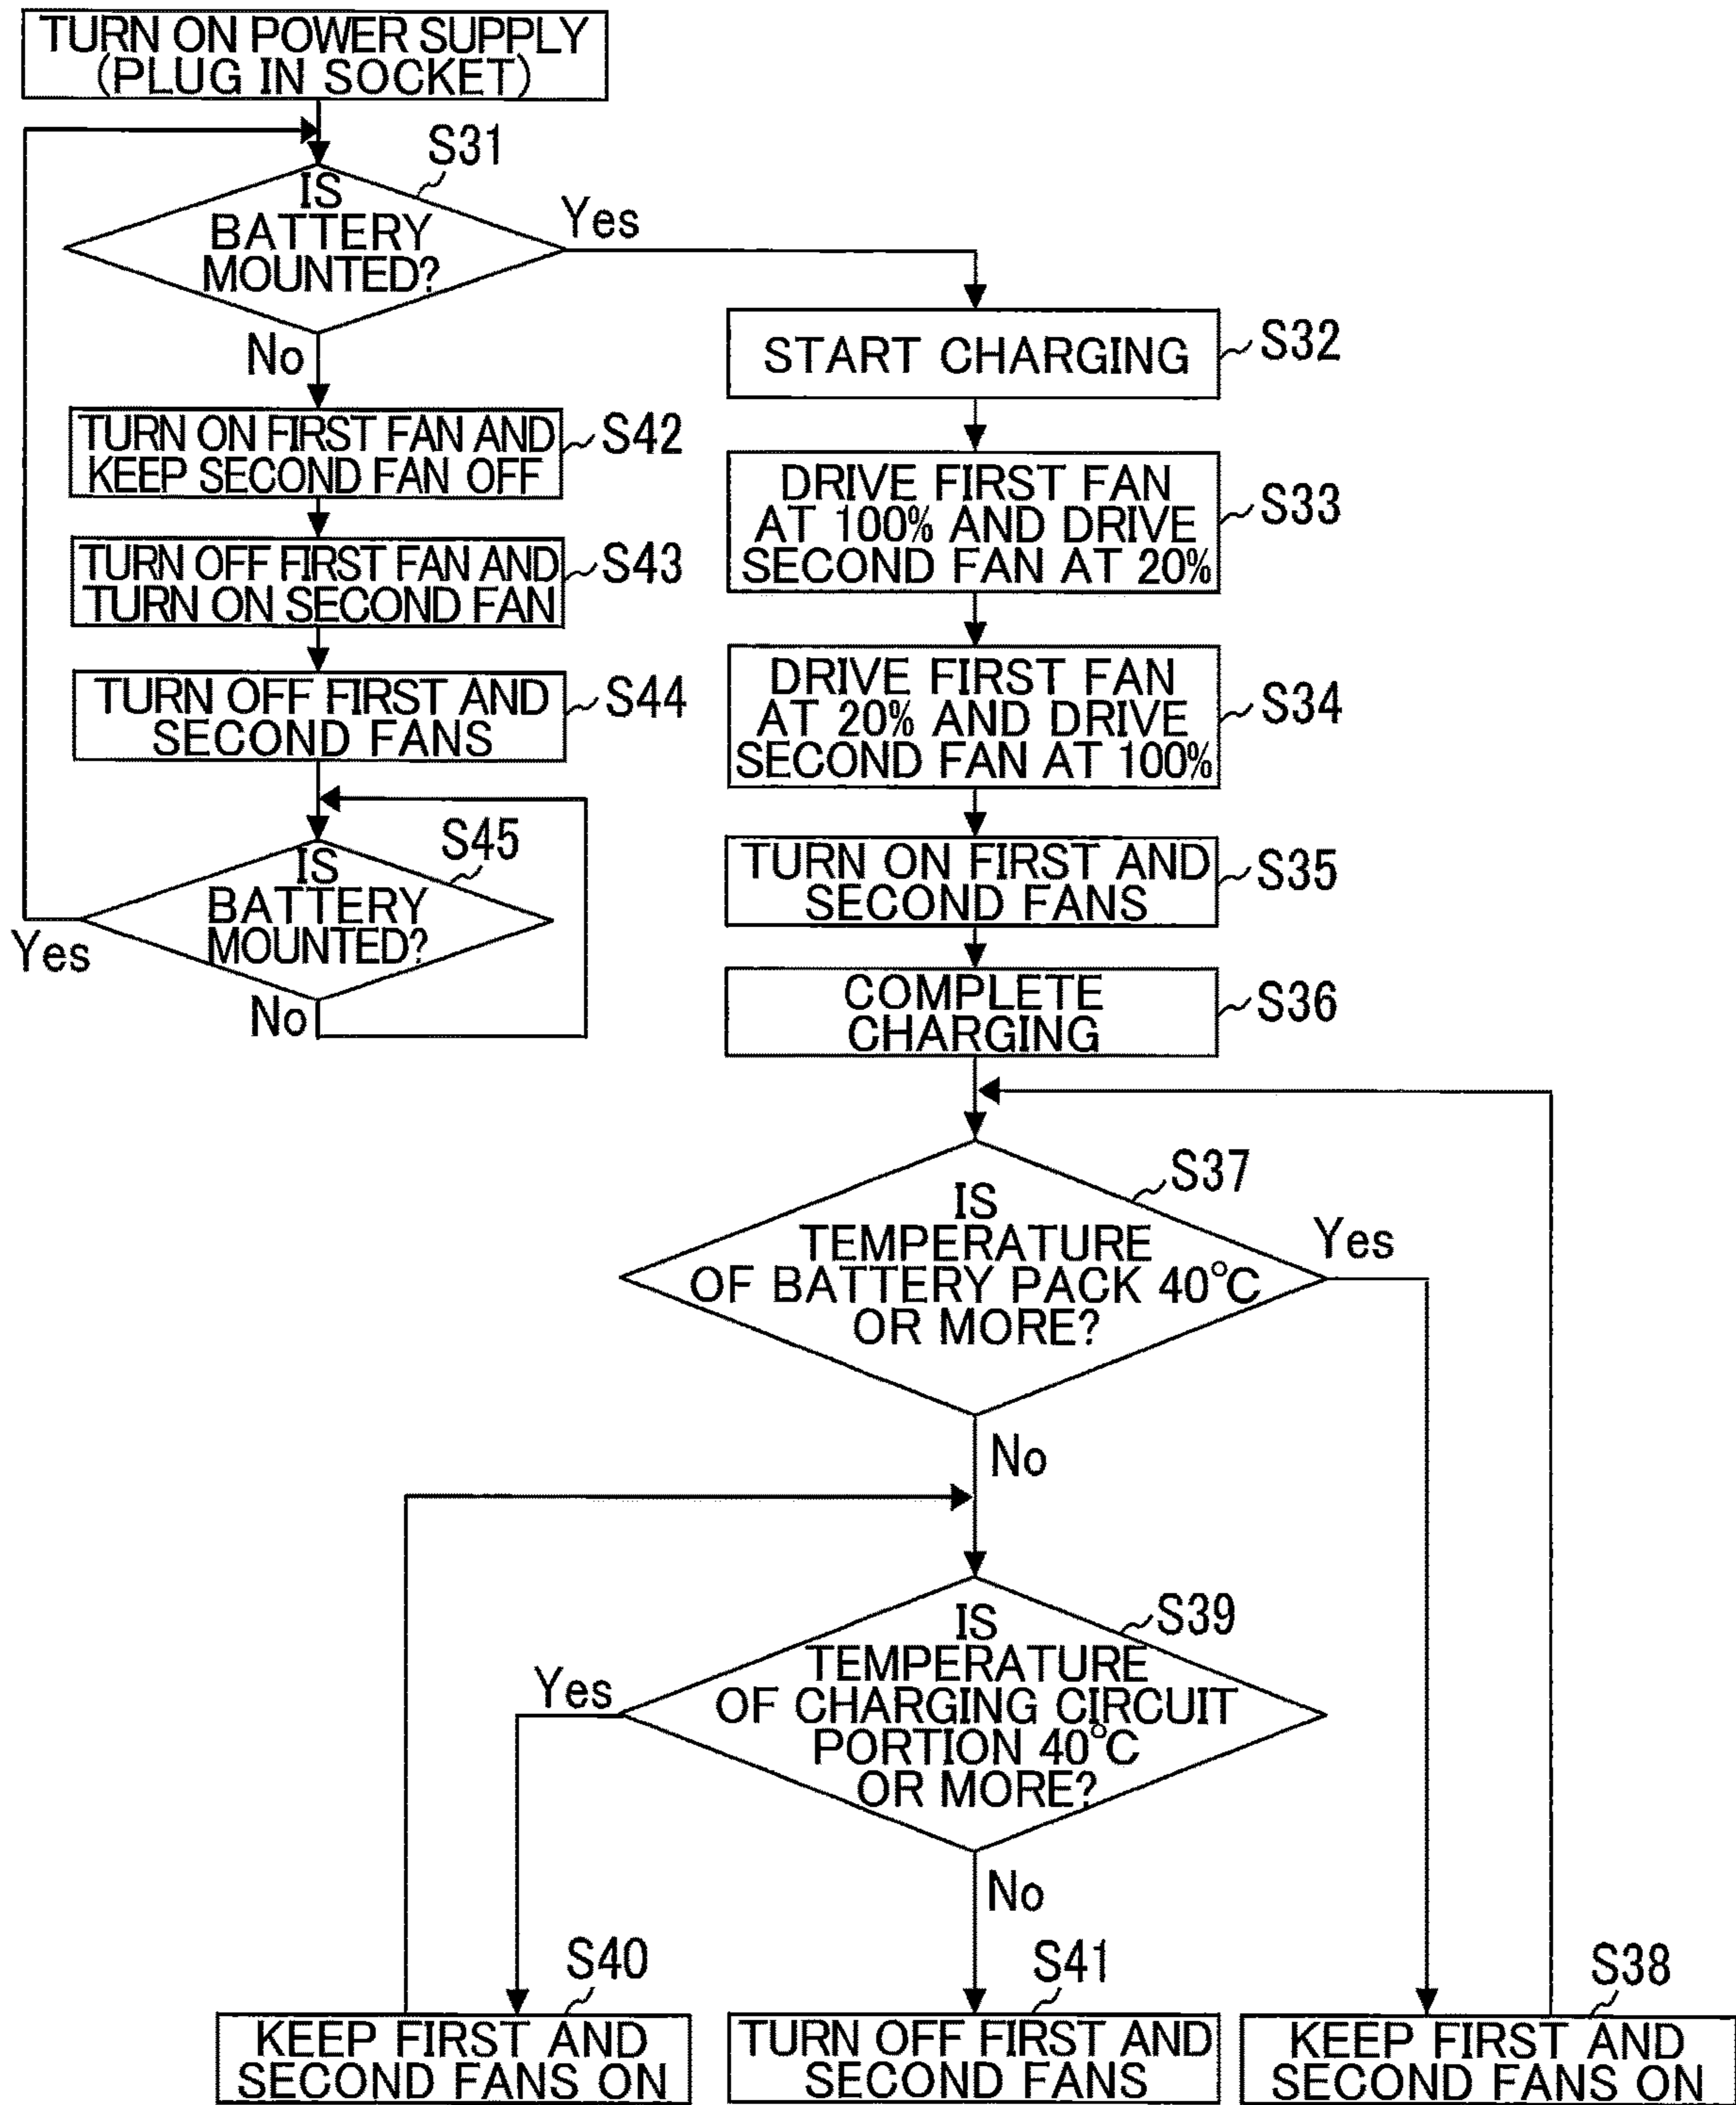 TURN ON POWER SUPPLY
(PLUG IN SOCKET)
S31
IS
BATTERY
MOUNTED?
Yes
No
S42
TURN ON FIRST FAN AND
KEEP SECOND FAN OFF
S43
TURN OFF FIRST FAN AND
TURN ON SECOND FAN
S44
TURN OFF FIRST AND
SECOND FANS
S45
IS
BATTERY
MOUNTED?
Yes
No
START CHARGING
S32
DRIVE FIRST FAN
AT 100% AND DRIVE
SECOND FAN AT 20%
S33
DRIVE FIRST FAN
AT 20% AND DRIVE
SECOND FAN AT 100%
S34
TURN ON FIRST AND
SECOND FANS
S35
COMPLETE
CHARGING
S36
S37
IS
TEMPERATURE
OF BATTERY PACK 40°C
OR MORE?
Yes
No
S39
IS
TEMPERATURE
OF CHARGING CIRCUIT
PORTION 40°C
OR MORE?
Yes
No
S40
KEEP FIRST AND
SECOND FANS ON
S41
TURN OFF FIRST AND
SECOND FANS
S38
KEEP FIRST AND
SECOND FANS ON